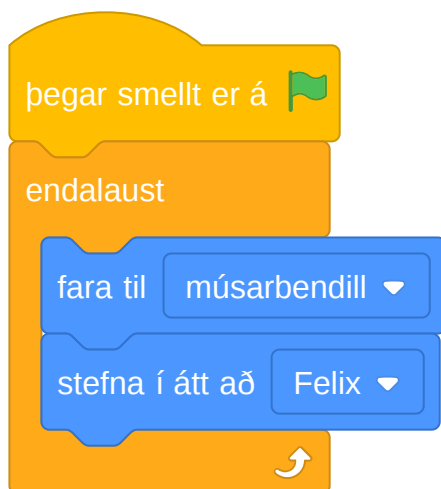 þegar smellt er á
endalaust
fara til músarbendill
stefna í átt að Felix